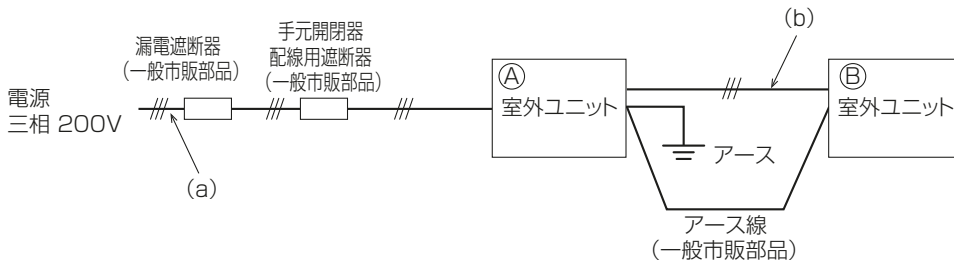 漏電遮断器
（一般市販部品）
手元開閉器
配線用遮断器
（一般市販部品）
電源
三相 200V
(a)
Ⓐ
室外ユニット
アース
(b)
Ⓑ
室外ユニット
アース線
（一般市販部品）